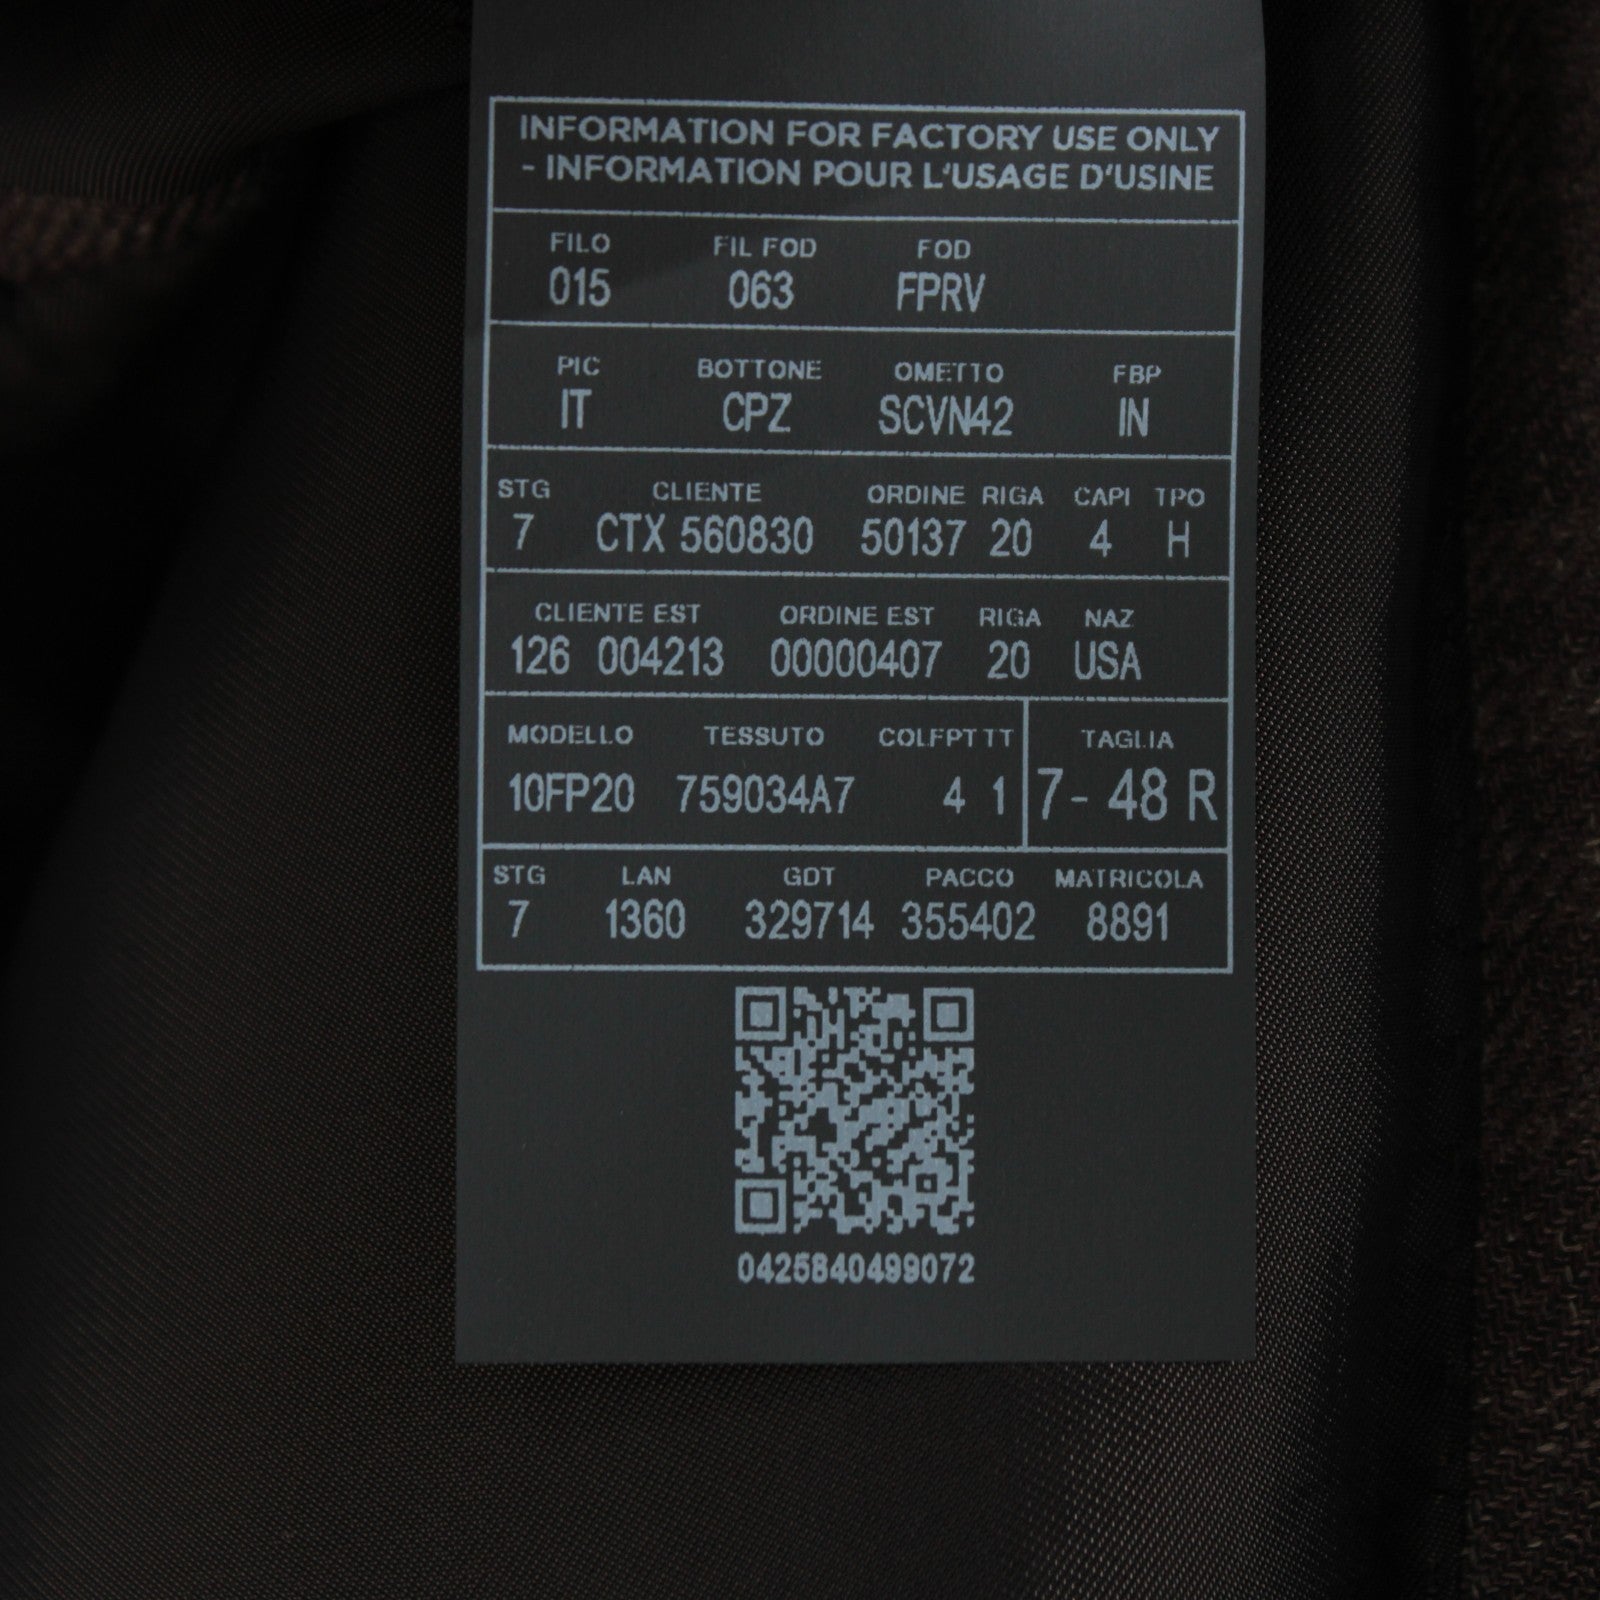 INFORMATION FOR FACTORY USE ONLY
- INFORMATION POUR L'USAGE D'USINE
FILO FIL FOD FOD
015 063 FPRV
PIC BOTTONE OMETTO FBP
IT CPZ SCVN42 IN
STG CLIENTE ORDINE RIGA CAPI TPO
7 CTX 560830 50137 20 4 H
CLIENTE EST ORDINE EST RIGA NAZ
126 004213 00000407 20 USA
MODELLO TESSUTO COLFPT TT TAGLIA
10FP20 759034A7 4 1 7- 48 R
STG LAN GDT PACCO MATRICOLA
7 1360 329714 355402 8891
0425840499072